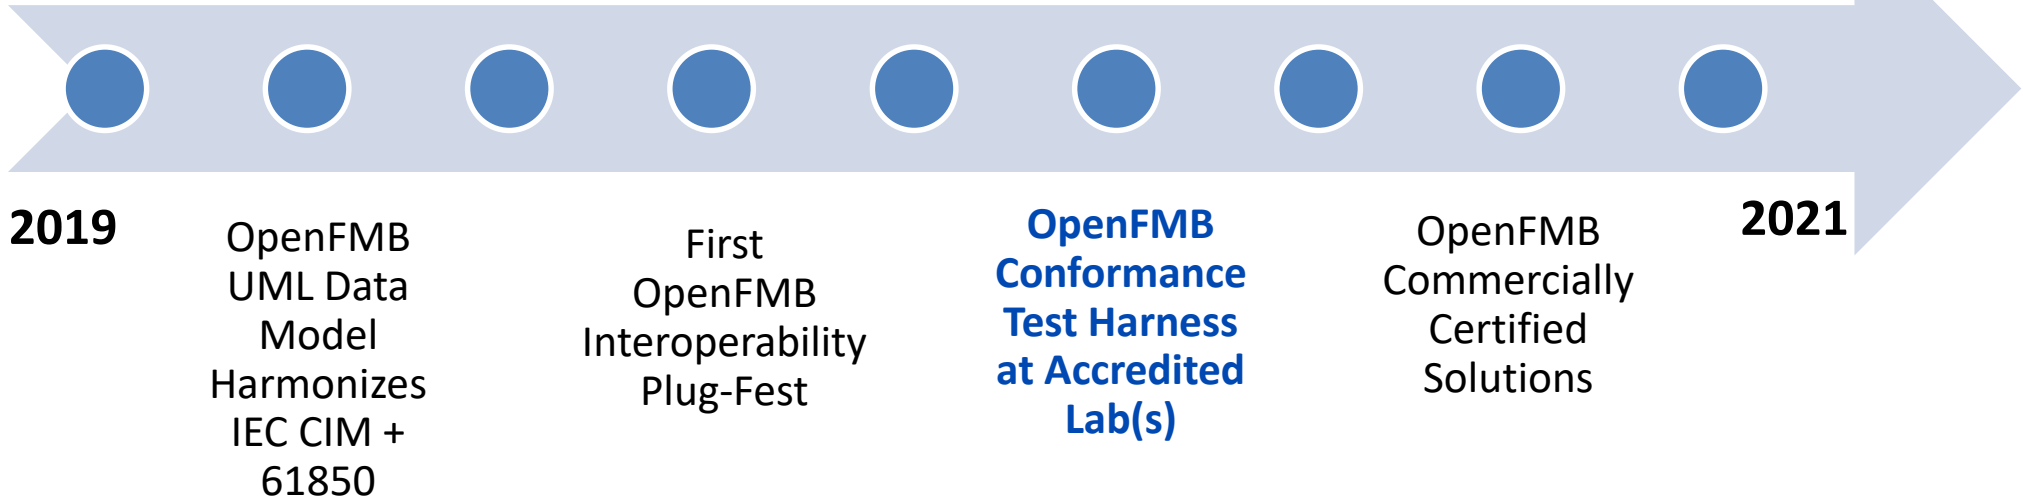 2019
OpenFMB
UML Data
Model
Harmonizes
IEC CIM +
61850
First
OpenFMB
Interoperability
Plug-Fest
OpenFMB
Conformance
Test Harness
at Accredited
Lab(s)
OpenFMB
Commercially
Certified
Solutions
2021